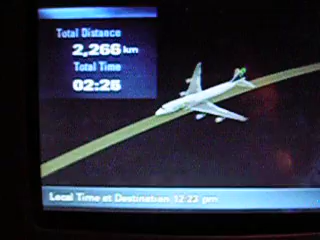 Total Distance
2,266 km
Total Time
02:25
Local Time at Destination 12:22 pm